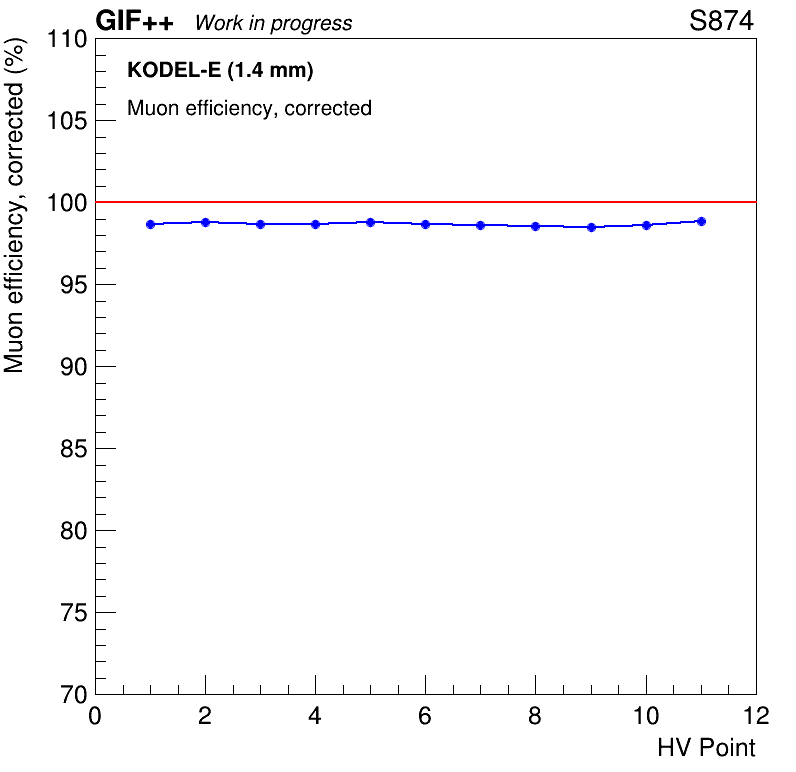 GIF++ Work in progress S874
KODEL-E (1.4 mm)
Muon efficiency, corrected
Muon efficiency, corrected (%)
110
105
100
95
90
85
80
75
70
0 2 4 6 8 10 12
HV Point